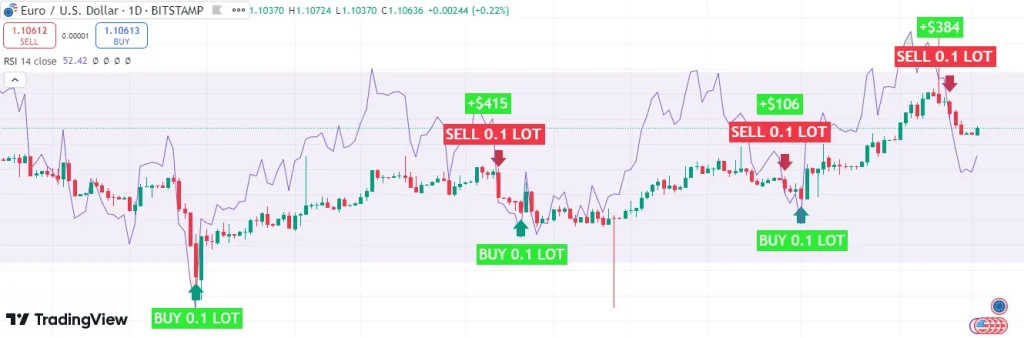 Euro / U.S. Dollar · 1D · BITSTAMP 1.10370 H1.10724 L1.10370 C1.10636 +0.00244 (+0.22%)
1.10612 0.00001 1.10613
SELL BUY
RSI 14 close 52.42 Ø Ø Ø Ø
+$384
SELL 0.1 LOT
+$415
+$106
SELL 0.1 LOT
SELL 0.1 LOT
BUY 0.1 LOT
BUY 0.1 LOT
BUY 0.1 LOT
TradingView